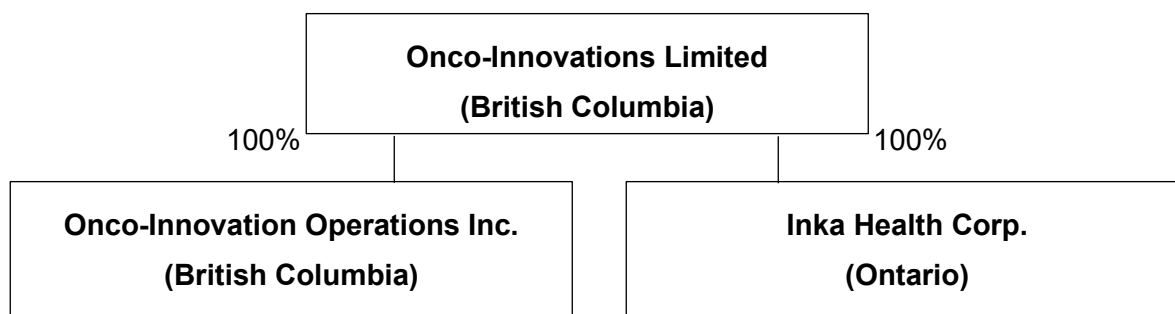 Onco-Innovations Limited
(British Columbia)
100%
100%
Onco-Innovation Operations Inc.
(British Columbia)
Inka Health Corp.
(Ontario)